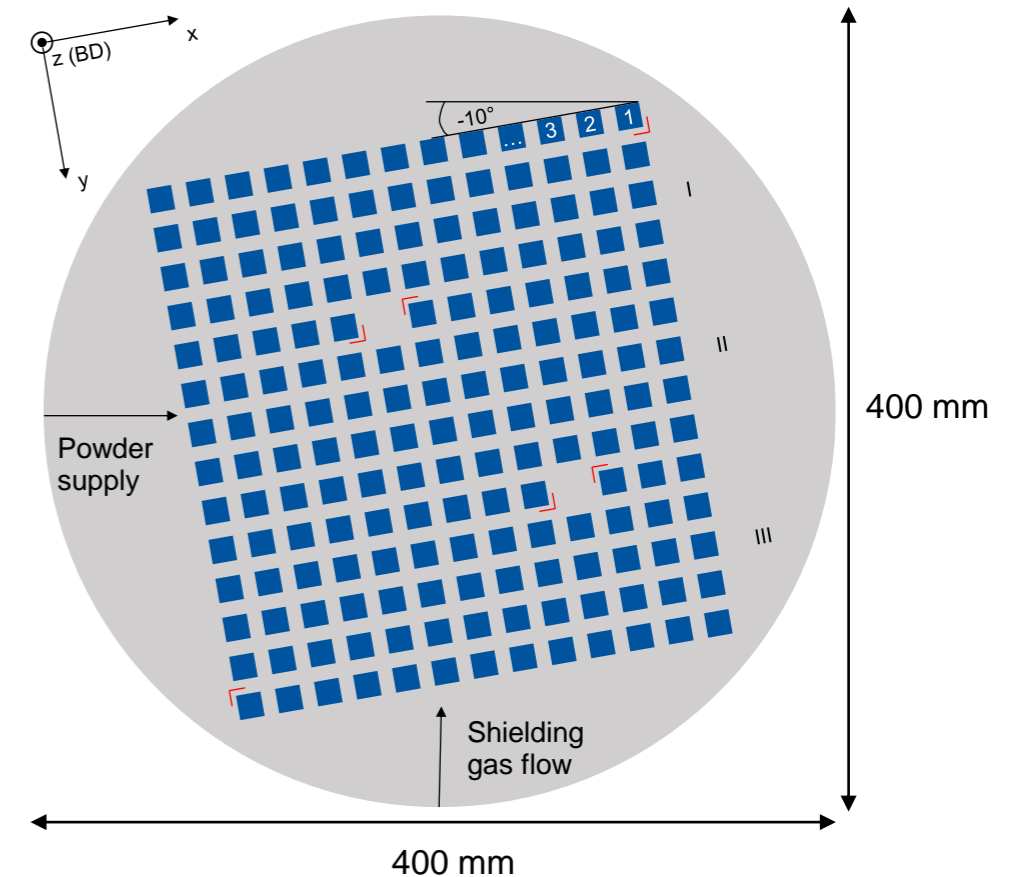 x
z (BD)
y
-10°
... 3 2 1
I
II
400 mm
Powder
supply
III
Shielding
gas flow
400 mm